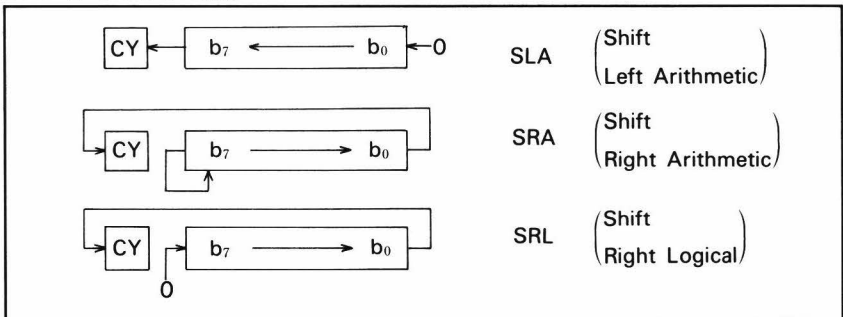 CY b₇ b₀ 0 SLA (Shift
Left Arithmetic)
CY b₇ b₀ SRA (Shift
Right Arithmetic)
CY b₇ b₀ SRL (Shift
Right Logical)
0